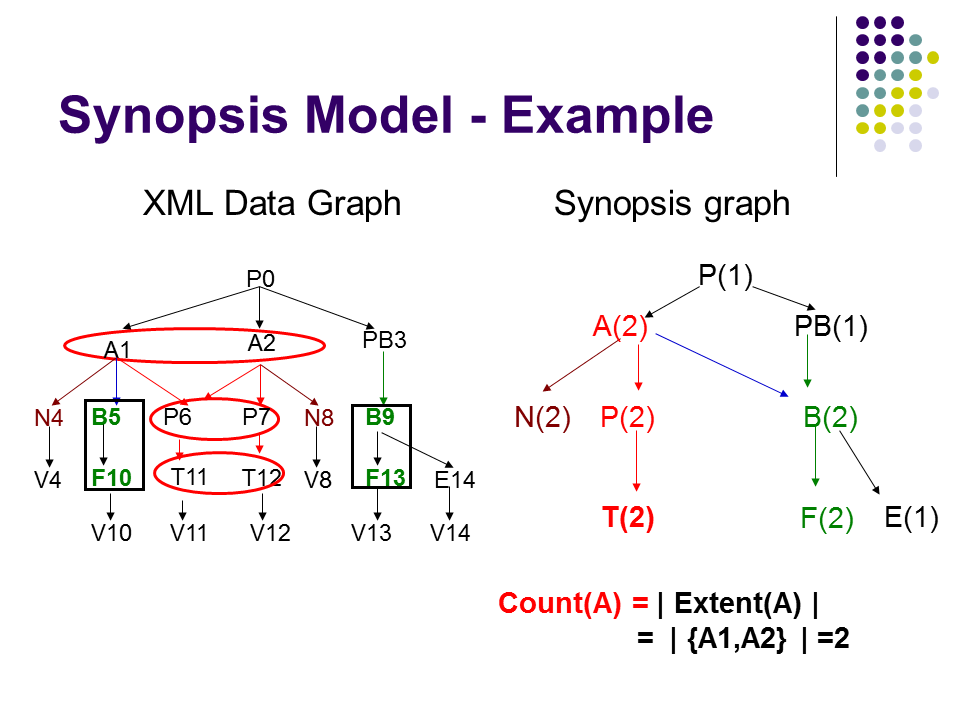 Synopsis Model - Example
XML Data Graph
Synopsis graph
P0
A1
A2
PB3
N4
B5
P6
P7
N8
B9
V4
F10
T11
T12
V8
F13
E14
V10
V11
V12
V13
V14
P(1)
A(2)
PB(1)
N(2)
P(2)
B(2)
T(2)
F(2)
E(1)
Count(A) = | Extent(A) |
= | {A1,A2} | =2